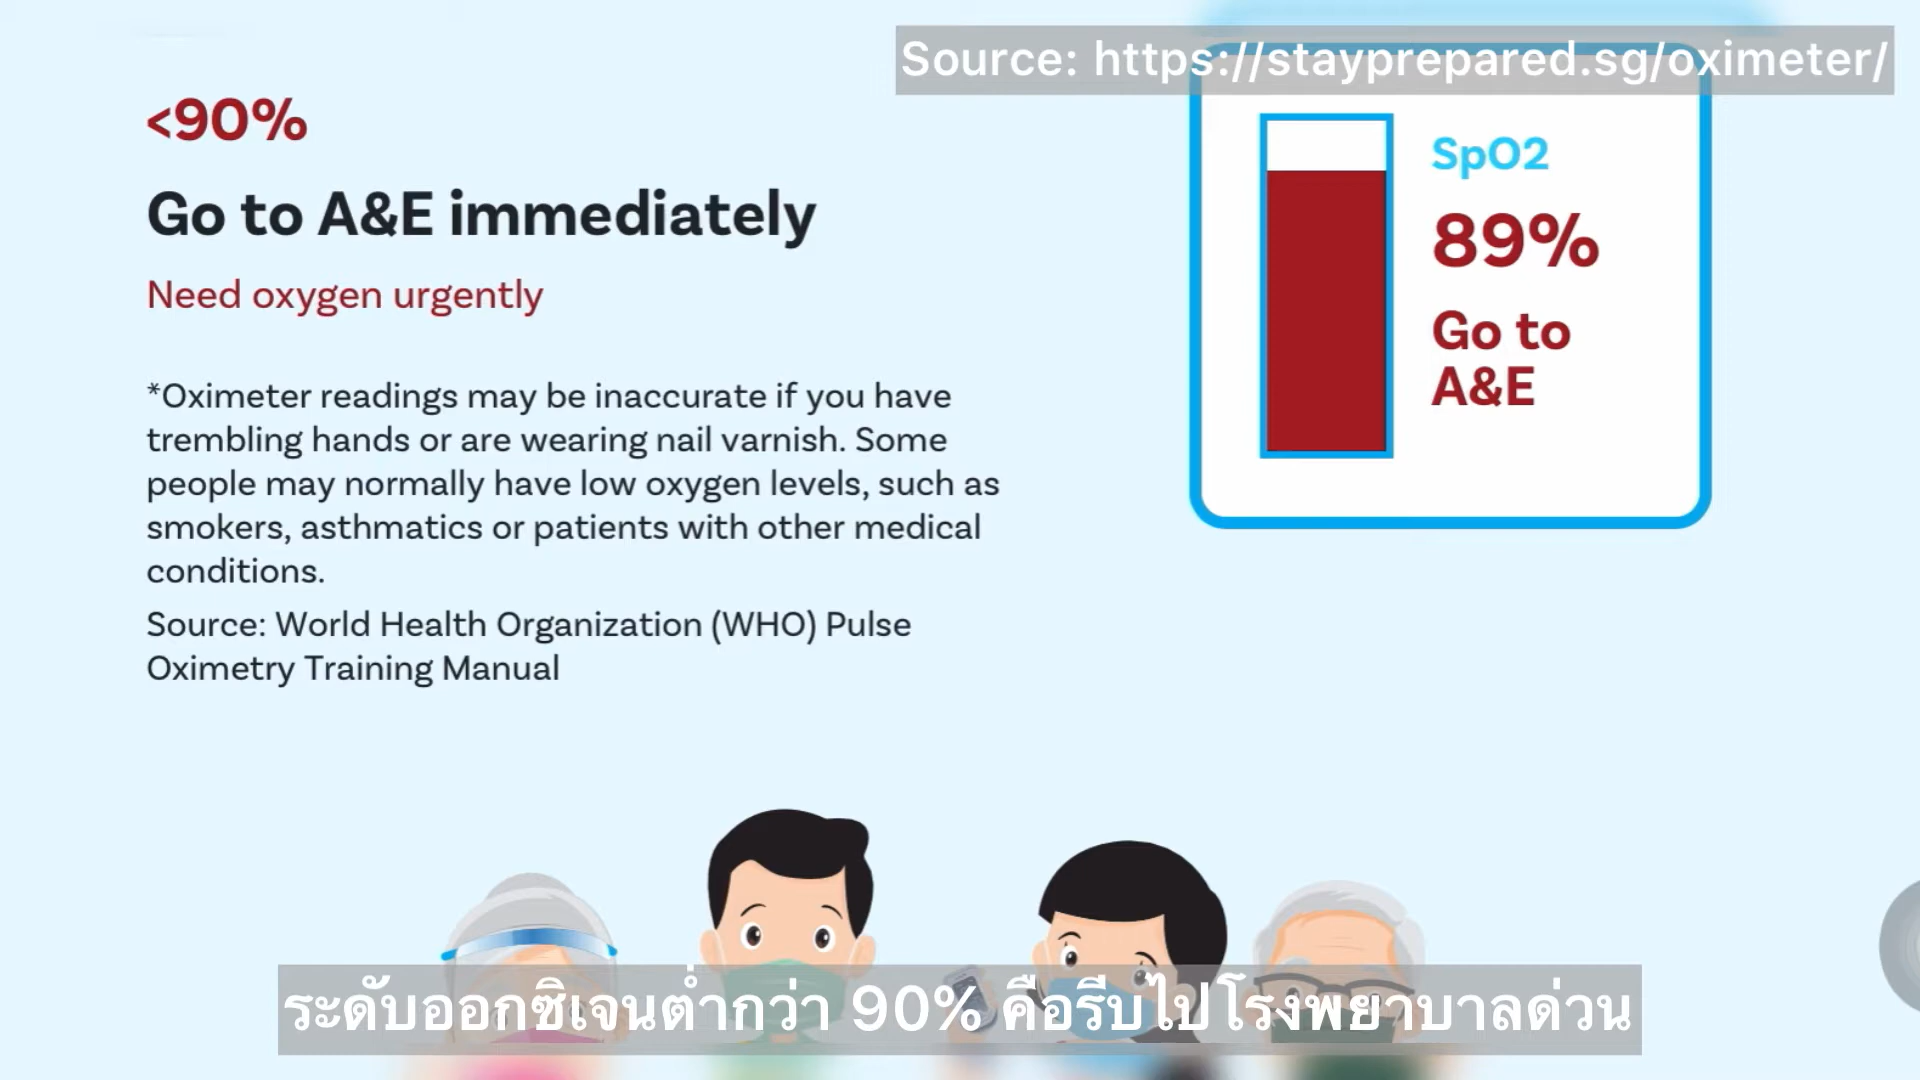 Source: https://stayprepared.sg/oximeter/
<90%
Go to A&E immediately
Need oxygen urgently
*Oximeter readings may be inaccurate if you have
trembling hands or are wearing nail varnish. Some
people may normally have low oxygen levels, such as
smokers, asthmatics or patients with other medical
conditions.
Source: World Health Organization (WHO) Pulse
Oximetry Training Manual
SpO2
89%
Go to
A&E
ระดับออกซิเจนต่ำกว่า 90% คือรีบไปโรงพยาบาลด่วน